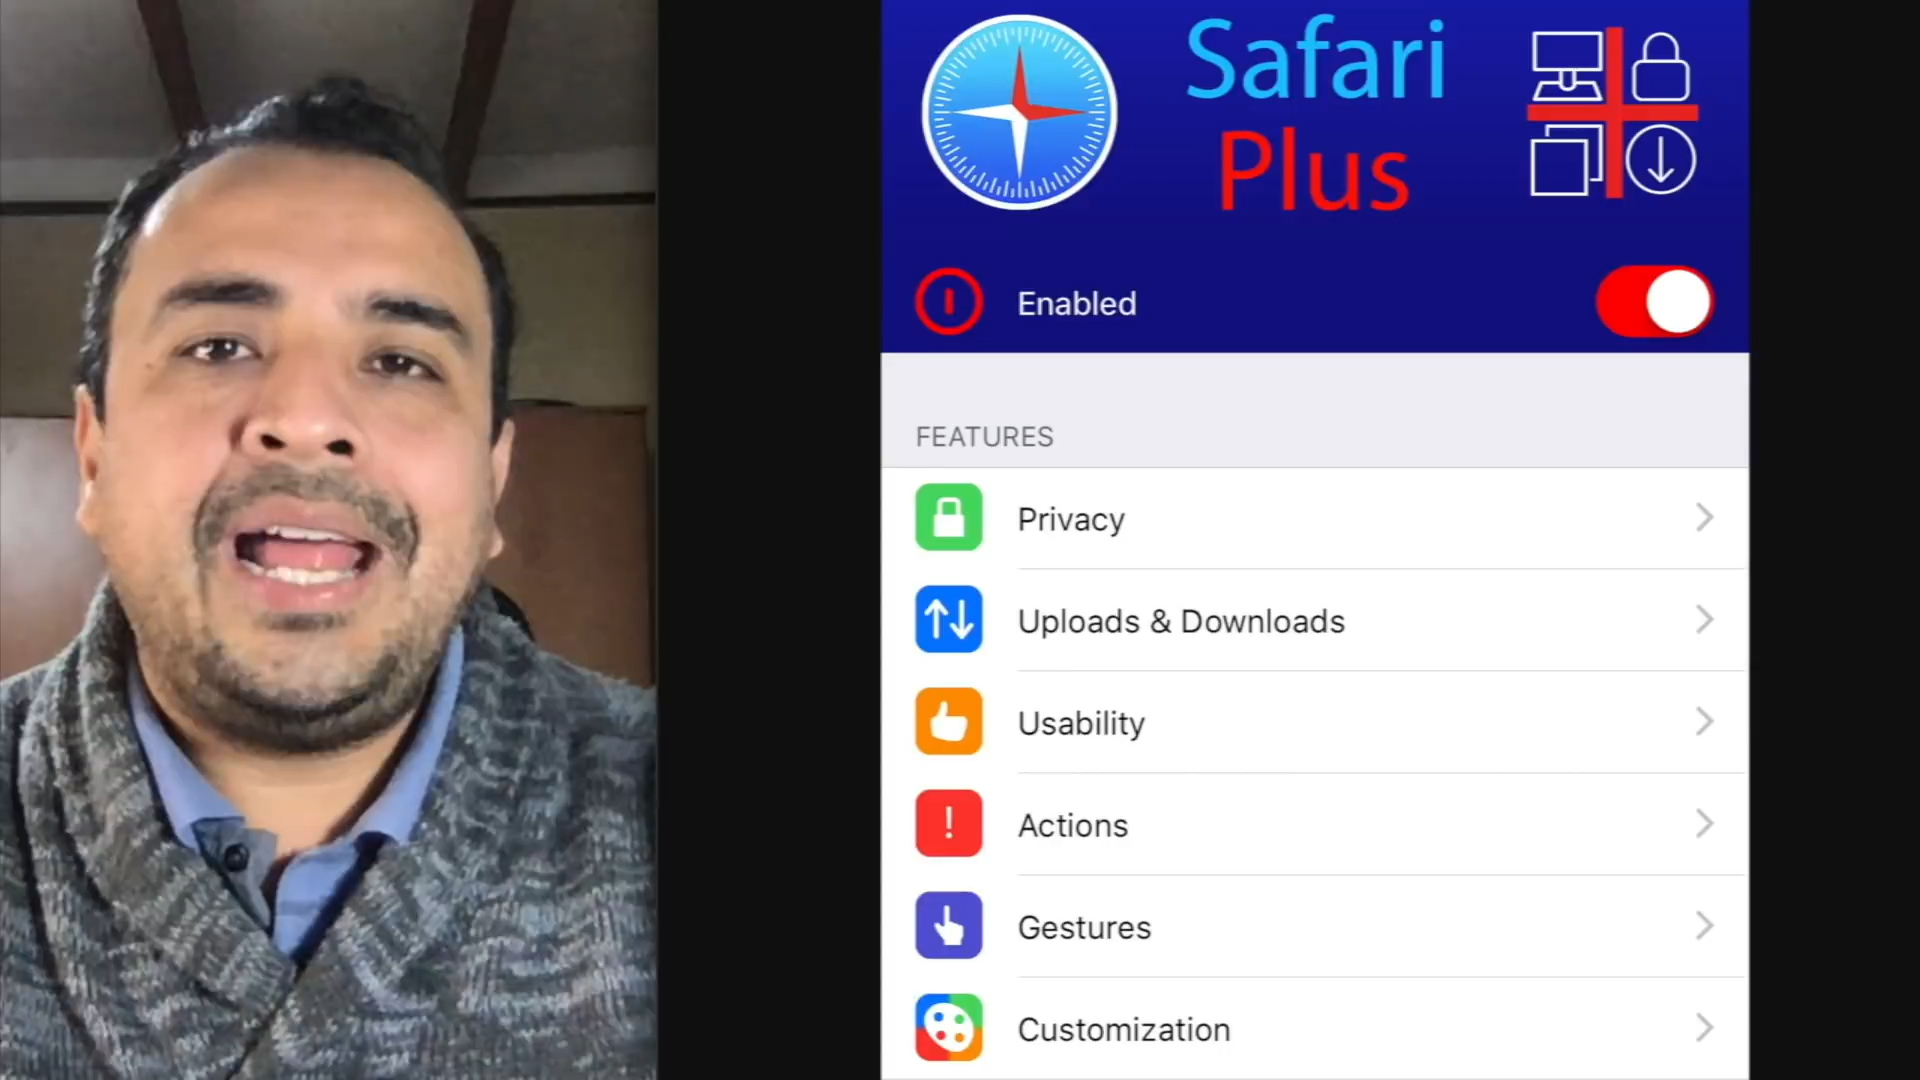 Safari
Plus
Enabled
FEATURES
Privacy
Uploads & Downloads
Usability
Actions
Gestures
Customization